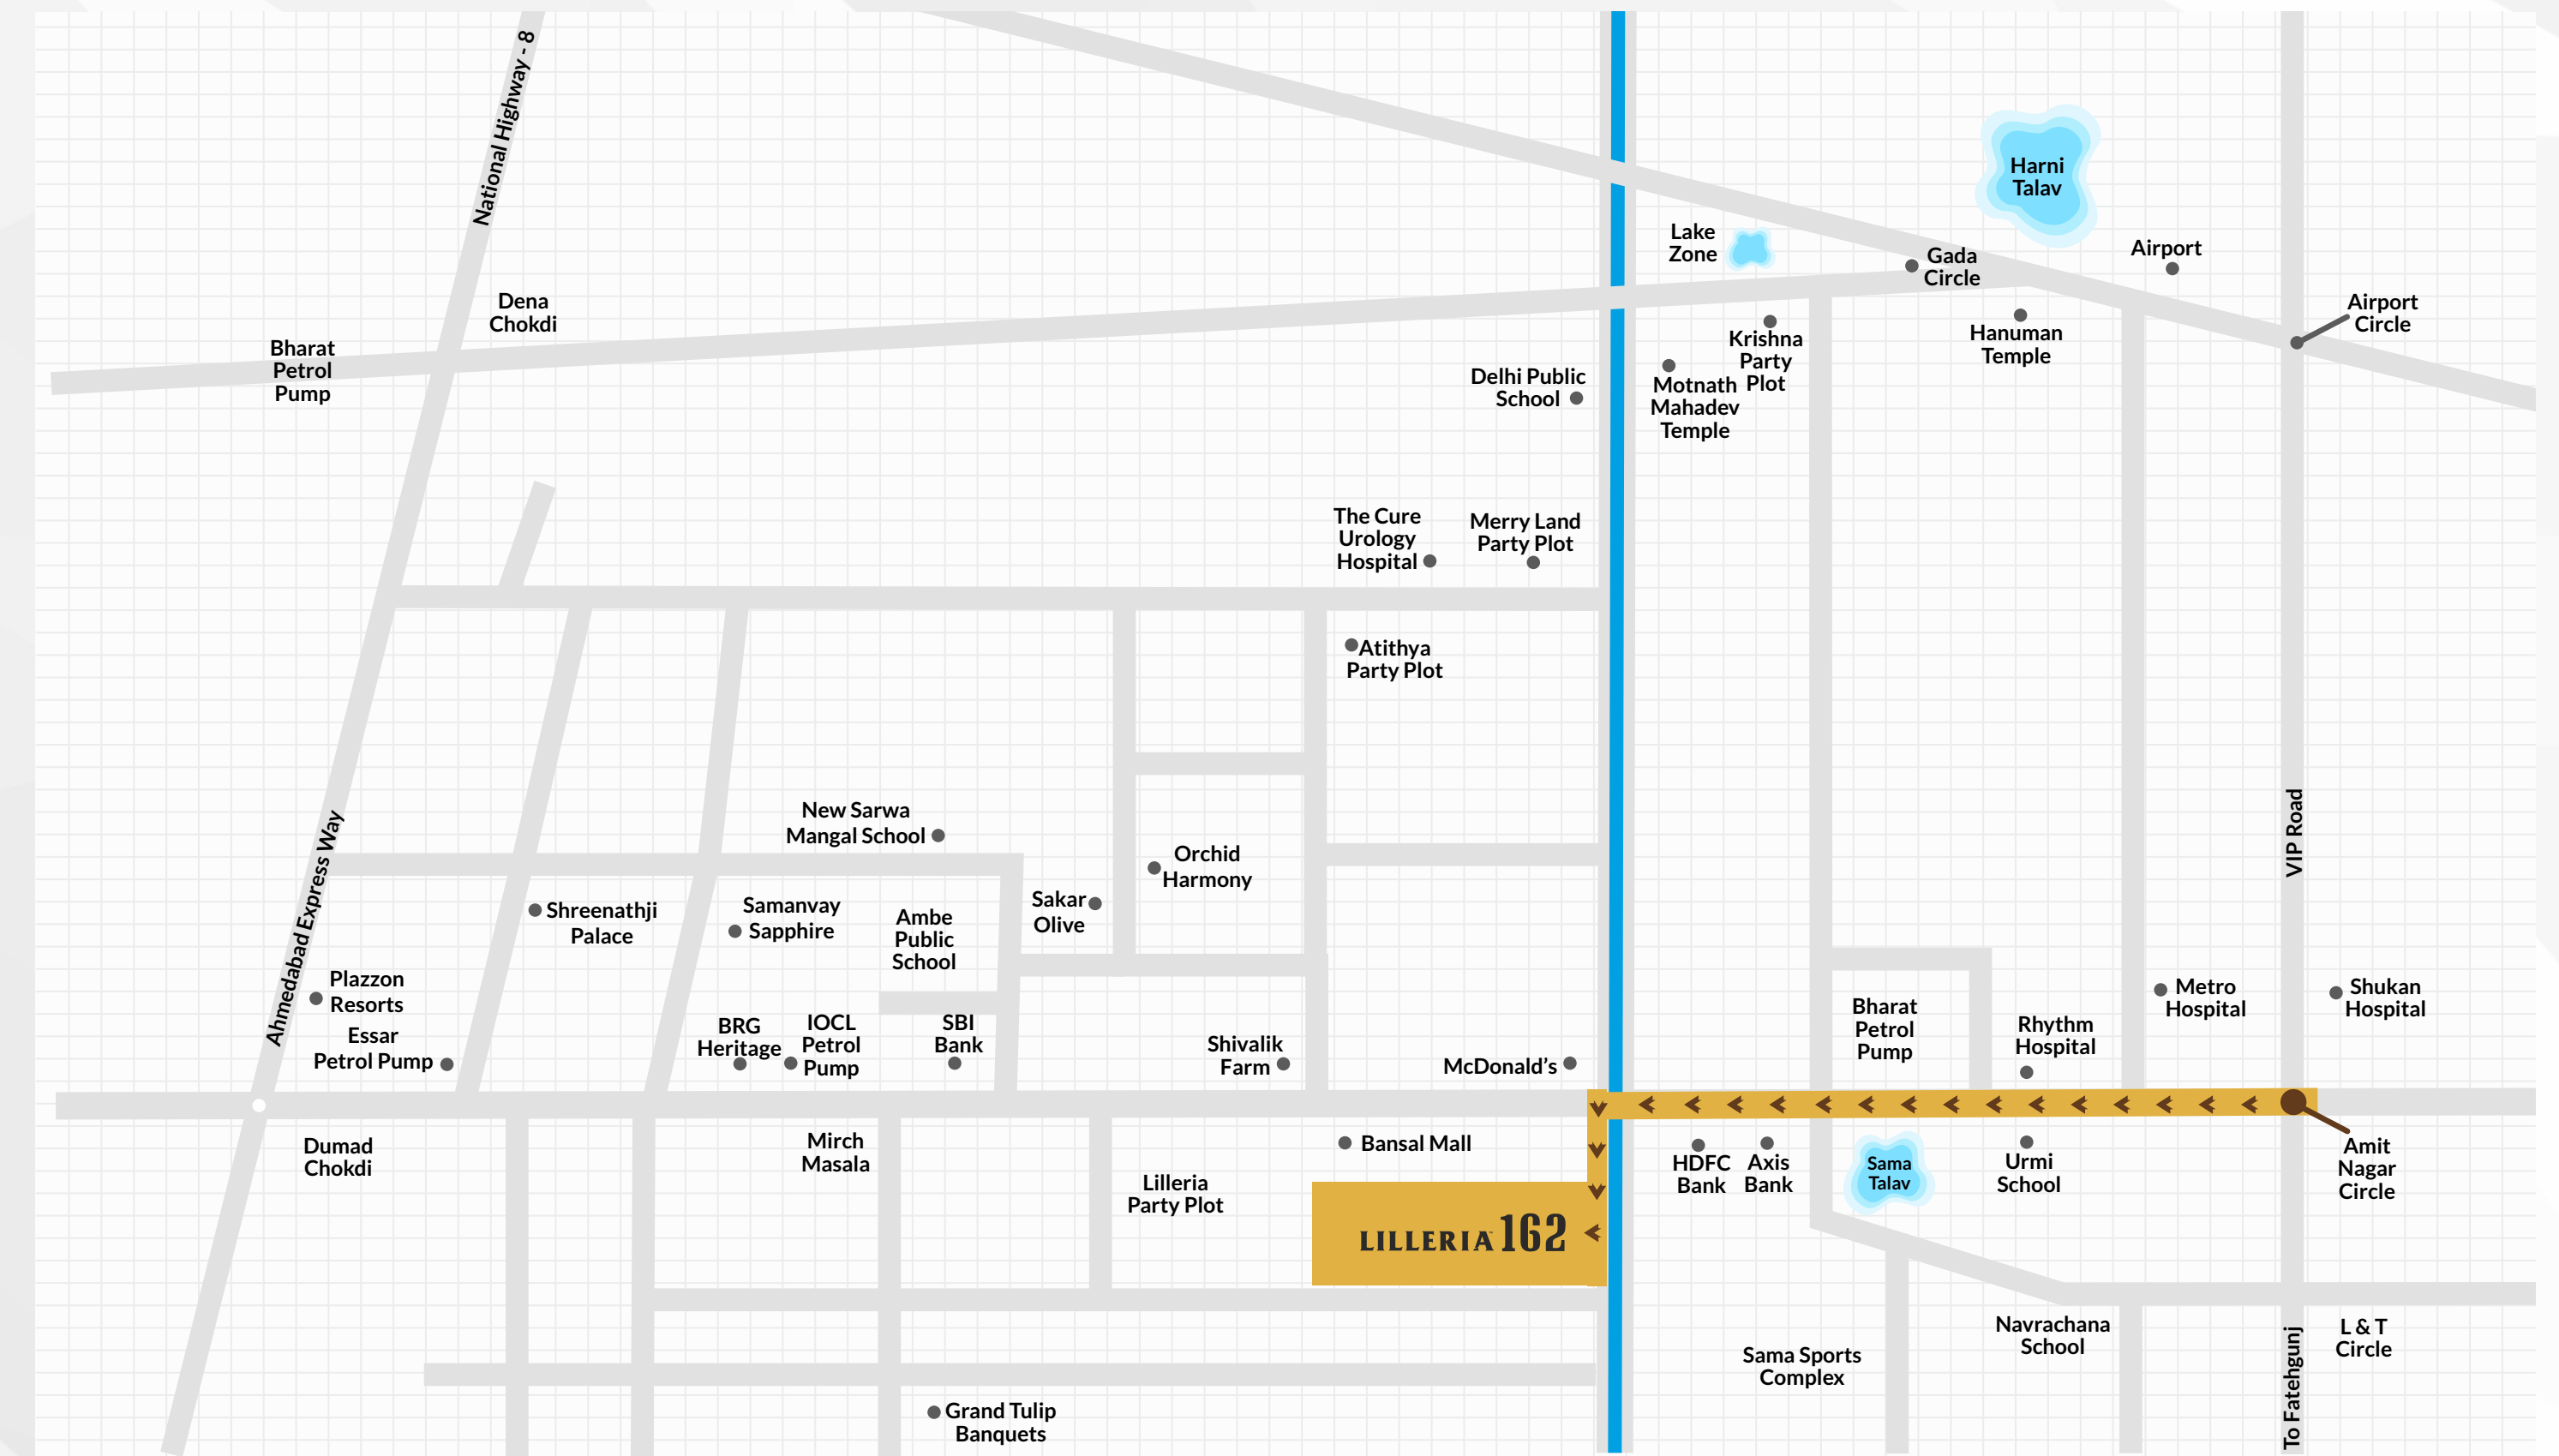 National Highway - 8
Harni
Talav
Lake
Zone
Gada
Circle
Airport
Airport
Circle
Dena
Chokdi
Bharat
Petrol
Pump
Hanuman
Temple
Krishna
Party
Plot
Delhi Public
School
Motnath
Mahadev
Temple
The Cure
Urology
Hospital
Merry Land
Party Plot
Atithya
Party Plot
VIP Road
New Sarwa
Mangal School
Orchid
Harmony
Ahmedabad Express Way
Shreenathji
Palace
Samanvay
Sapphire
Ambe
Public
School
Sakar
Olive
Plazzon
Resorts
Essar
Petrol Pump
BRG
Heritage
IOCL
Petrol
Pump
SBI
Bank
Shivalik
Farm
McDonald’s
Bharat
Petrol
Pump
Rhythm
Hospital
Metro
Hospital
Shukan
Hospital
Dumad
Chokdi
Mirch
Masala
Lilleria
Party Plot
Bansal Mall
HDFC
Bank
Axis
Bank
Sama
Talav
Urmi
School
Amit
Nagar
Circle
LILLERIA 162
Navrachana
School
L & T
Circle
Sama Sports
Complex
To Fatehgunj
Grand Tulip
Banquets